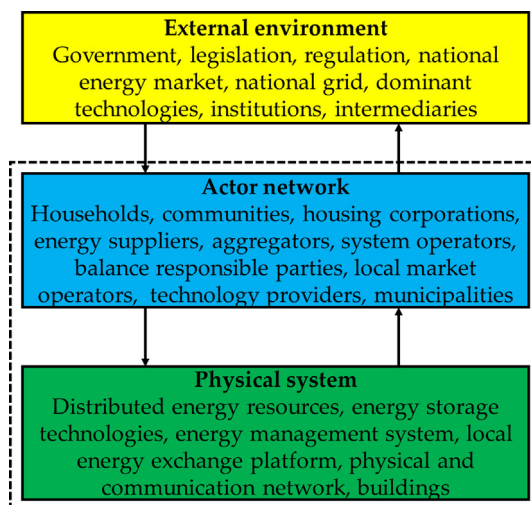 External environment
Government, legislation, regulation, national
energy market, national grid, dominant
technologies, institutions, intermediaries
Actor network
Households, communities, housing corporations,
energy suppliers, aggregators, system operators,
balance responsible parties, local market
operators, technology providers, municipalities
Physical system
Distributed energy resources, energy storage
technologies, energy management system, local
energy exchange platform, physical and
communication network, buildings